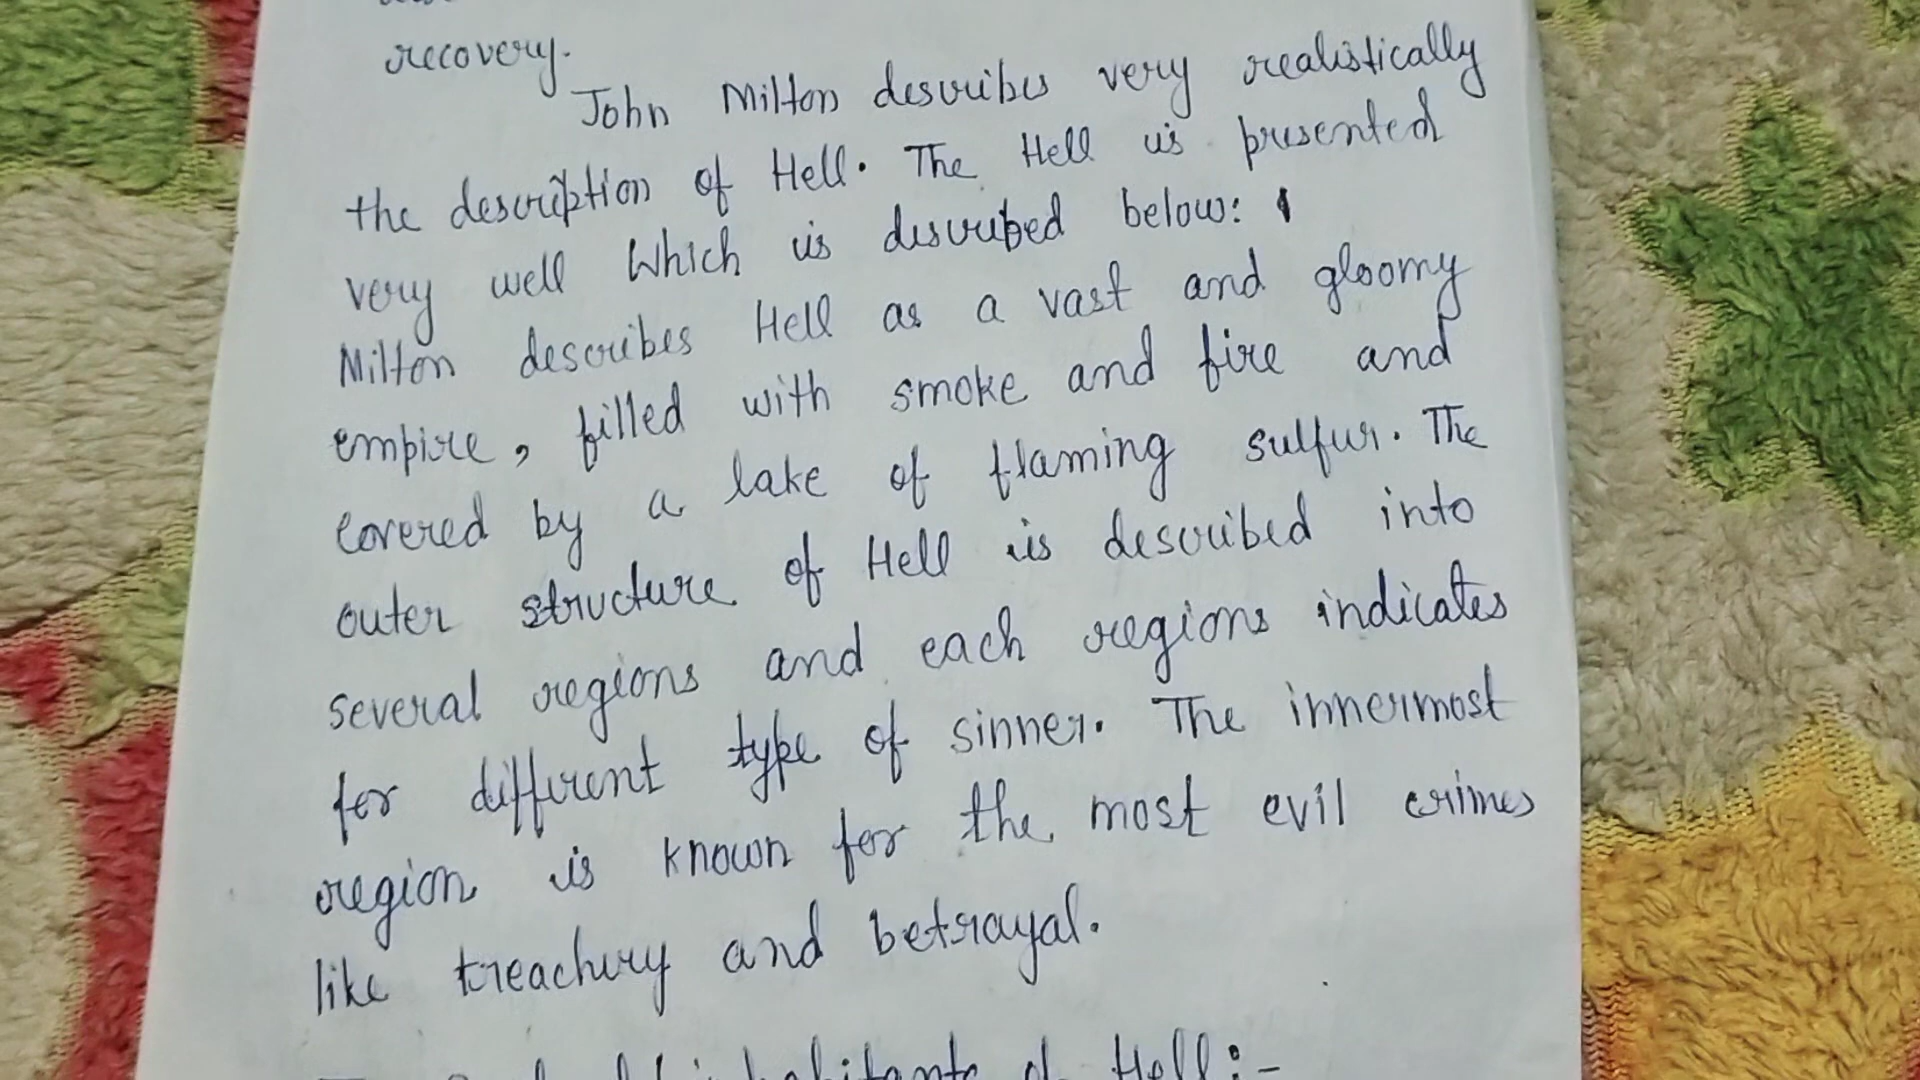 recovery.
John Milton describes very realistically
the description of Hell. The Hell is presented
very well Which is described below:
Milton describes Hell as a vast and gloomy
empire, filled with smoke and fire and
covered by a lake of flaming sulfur. The
outer structure of Hell is described into
several regions and each regions indicates
for different type of sinner. The innermost
region is known for the most evil crimes
like treachery and betrayal.
inhabitants of Hell:-